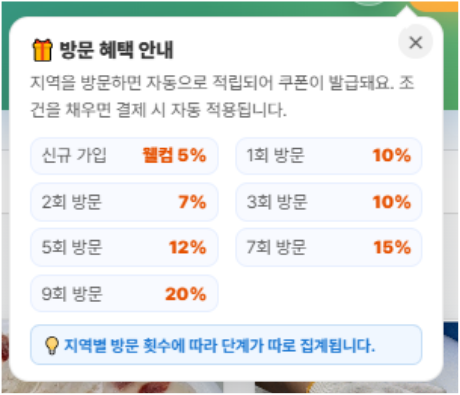 🎁 방문 혜택 안내
지역을 방문하면 자동으로 적립되어 쿠폰이 발급돼요. 조
건을 채우면 결제 시 자동 적용됩니다.
신규 가입 웰컴 5%
1회 방문 10%
2회 방문 7%
3회 방문 10%
5회 방문 12%
7회 방문 15%
9회 방문 20%
💡 지역별 방문 횟수에 따라 단계가 따로 집계됩니다.